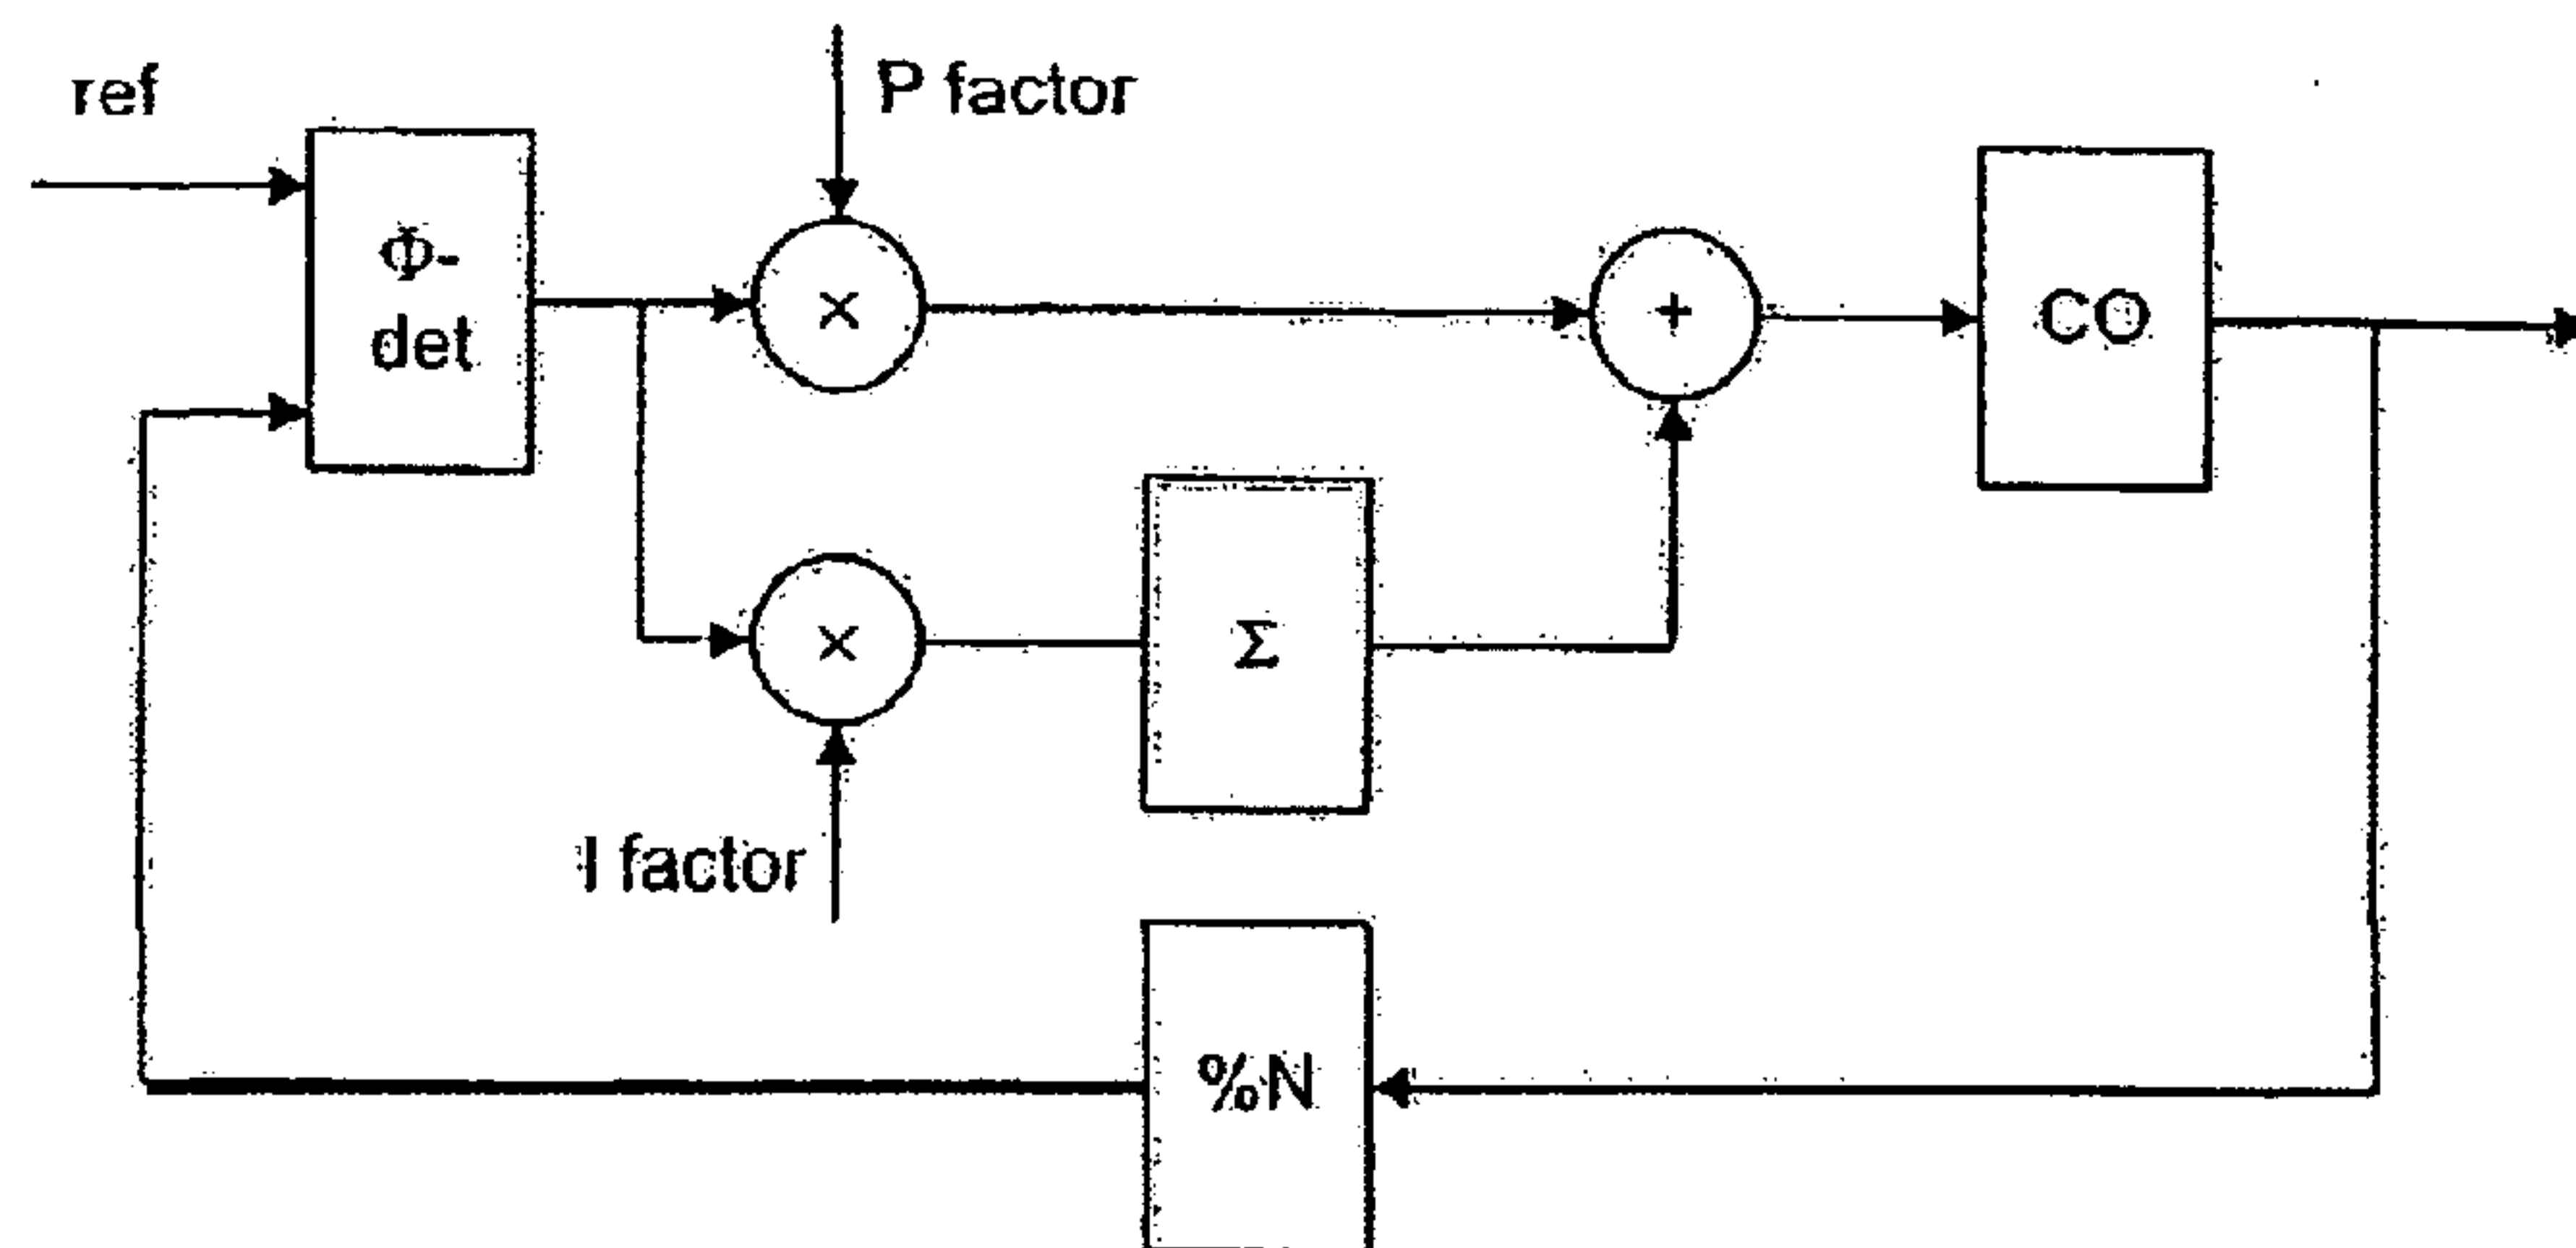 ref
P factor
Φ-
det
×
+
CO
×
Σ
I factor
%N